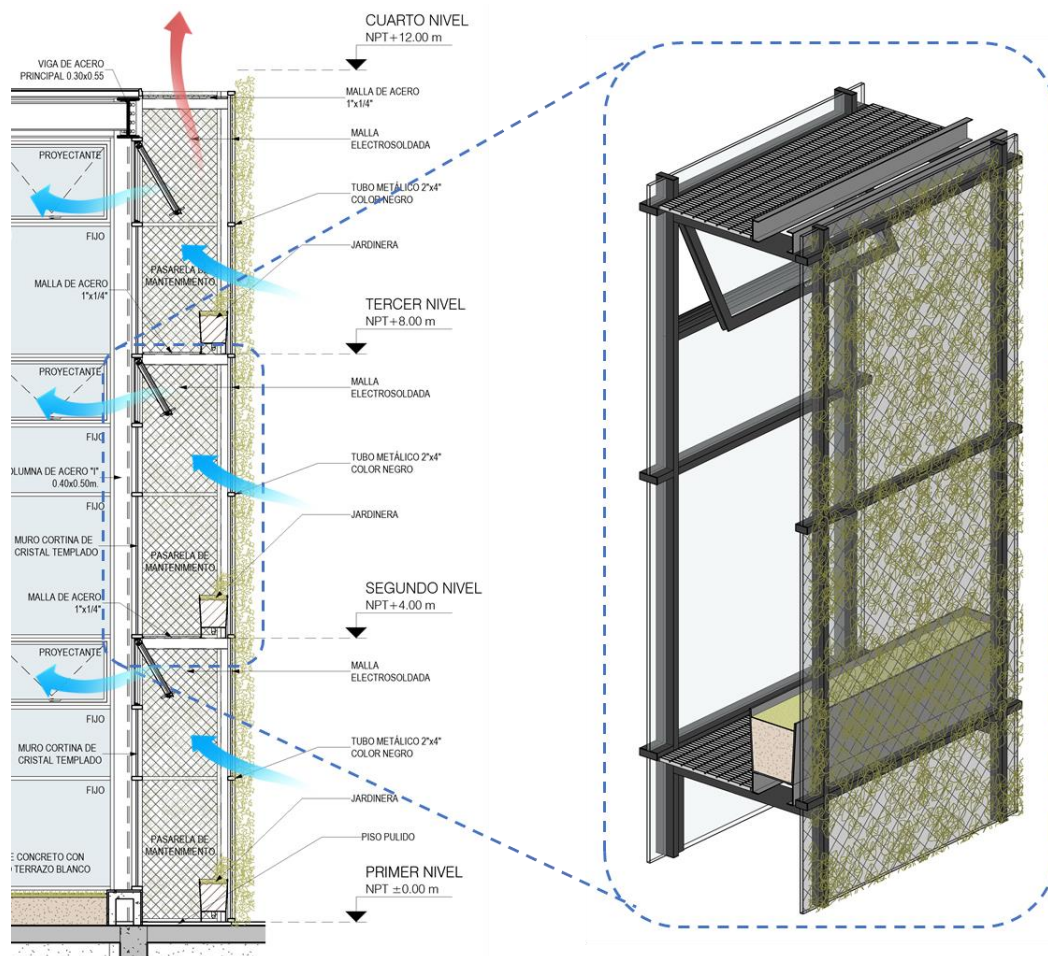 CUARTO NIVEL
NPT+12.00 m
VIGA DE ACERO
PRINCIPAL 0.30x0.55
MALLA DE ACERO
1"x1/4"
MALLA
ELECTROSOLDADA
PROYECTANTE
TUBO METÁLICO 2"x4"
COLOR NEGRO
FIJO
JARDINERA
PASARELA DE
MANTENIMIENTO
MALLA DE ACERO
1"x1/4"
TERCER NIVEL
NPT+8.00 m
PROYECTANTE
MALLA
ELECTROSOLDADA
FIJO
TUBO METÁLICO 2"x4"
COLOR NEGRO
OLUMNA DE ACERO "I"
0.40x0.50m.
FIJO
JARDINERA
MURO CORTINA DE
CRISTAL TEMPLADO
PASARELA DE
MANTENIMIENTO
SEGUNDO NIVEL
NPT+4.00 m
MALLA DE ACERO
1"x1/4"
PROYECTANTE
MALLA
ELECTROSOLDADA
FIJO
TUBO METÁLICO 2"x4"
COLOR NEGRO
MURO CORTINA DE
CRISTAL TEMPLADO
FIJO
JARDINERA
PASARELA DE
MANTENIMIENTO
PISO PULIDO
E CONCRETO CON
O TERRAZO BLANCO
PRIMER NIVEL
NPT ±0.00 m